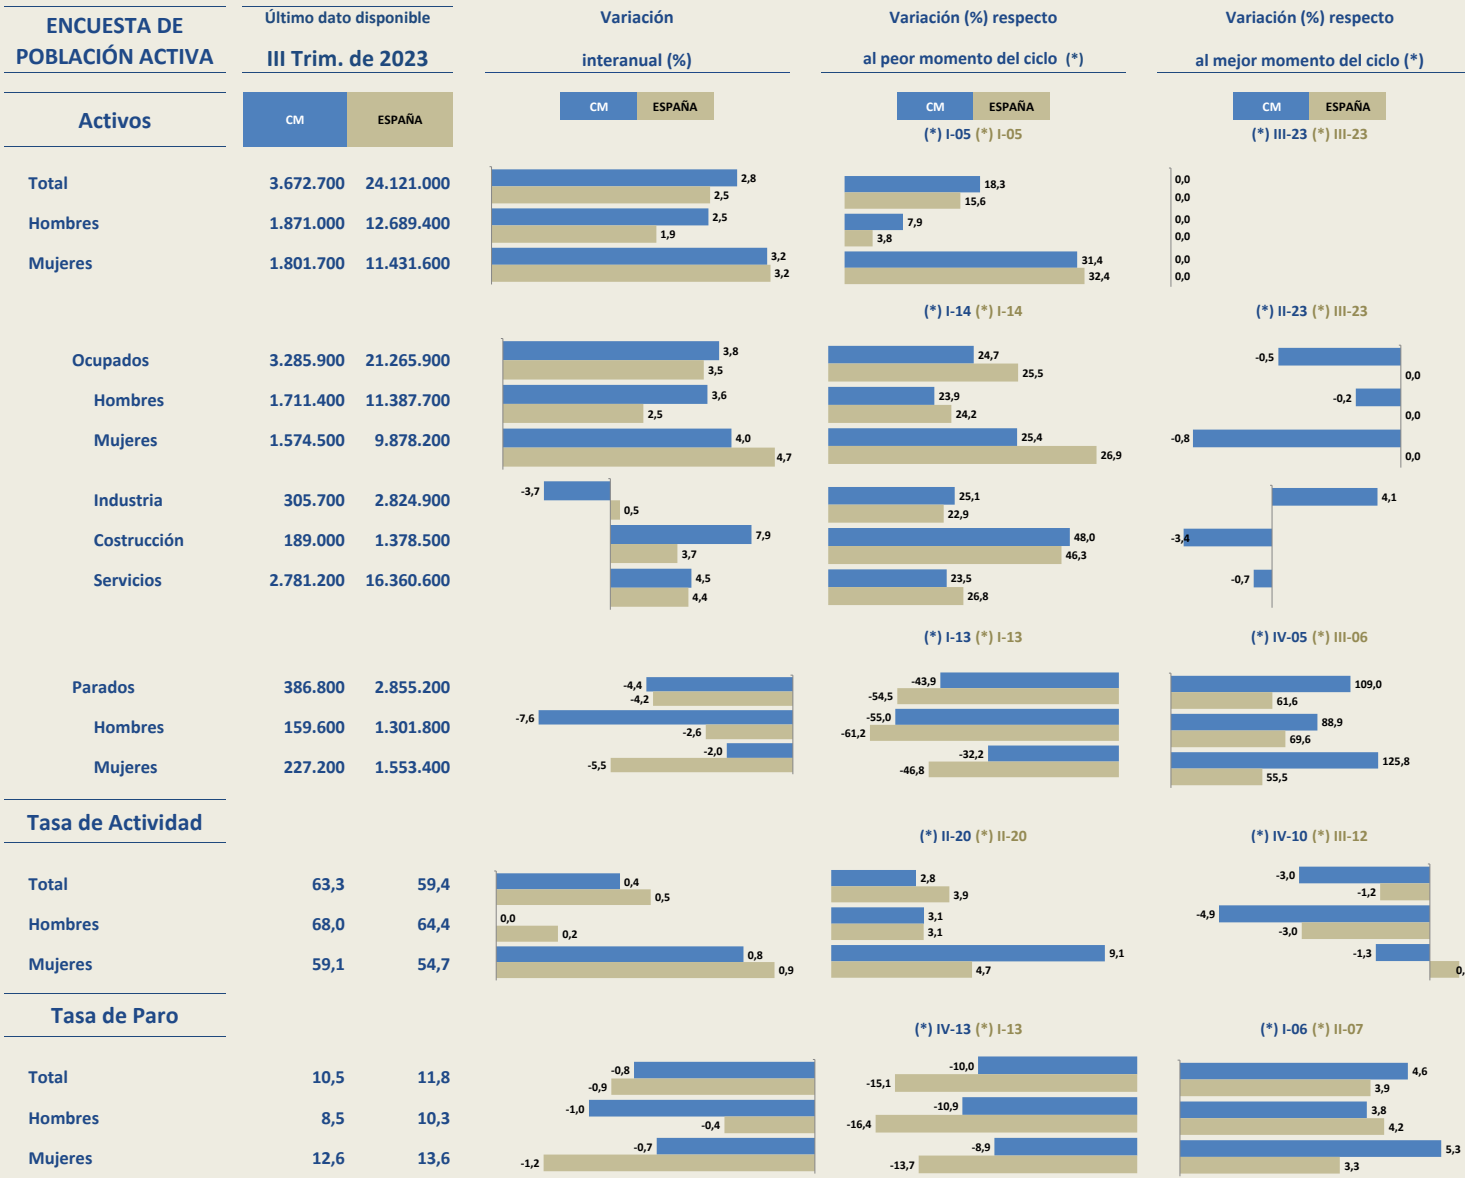 ENCUESTA DE POBLACIÓN ACTIVA
Último dato disponible
III Trim. de 2023
Variación
interanual (%)
Variación (%) respecto
al peor momento del ciclo (*)
Variación (%) respecto
al mejor momento del ciclo (*)
Activos CM ESPAÑA CM ESPAÑA CM ESPAÑA CM ESPAÑA
(*) I-05 (*) I-05 (*) III-23 (*) III-23
Total 3.672.700 24.121.000 2,8 2,5 18,3 15,6 0,0 0,0
Hombres 1.871.000 12.689.400 2,5 1,9 7,9 3,8 0,0 0,0
Mujeres 1.801.700 11.431.600 3,2 3,2 31,4 32,4 0,0 0,0
(*) I-14 (*) I-14 (*) II-23 (*) III-23
Ocupados 3.285.900 21.265.900 3,8 3,5 24,7 25,5 -0,5 0,0
Hombres 1.711.400 11.387.700 3,6 2,5 23,9 24,2 -0,2 0,0
Mujeres 1.574.500 9.878.200 4,0 4,7 25,4 26,9 -0,8 0,0
Industria 305.700 2.824.900 -3,7 0,5 25,1 22,9 4,1
Costrucción 189.000 1.378.500 7,9 3,7 48,0 46,3 -3,4
Servicios 2.781.200 16.360.600 4,5 4,4 23,5 26,8 -0,7
(*) I-13 (*) I-13 (*) IV-05 (*) III-06
Parados 386.800 2.855.200 -4,4 -4,2 -43,9 -54,5 109,0 61,6
Hombres 159.600 1.301.800 -7,6 -2,6 -55,0 -61,2 88,9 69,6
Mujeres 227.200 1.553.400 -2,0 -5,5 -32,2 -46,8 125,8 55,5
Tasa de Actividad
(*) II-20 (*) II-20 (*) IV-10 (*) III-12
Total 63,3 59,4 0,4 0,5 2,8 3,9 -3,0 -1,2
Hombres 68,0 64,4 0,0 0,2 3,1 3,1 -4,9 -3,0
Mujeres 59,1 54,7 0,8 0,9 9,1 4,7 -1,3 0,
Tasa de Paro
(*) IV-13 (*) I-13 (*) I-06 (*) II-07
Total 10,5 11,8 -0,8 -0,9 -10,0 -15,1 4,6 3,9
Hombres 8,5 10,3 -1,0 -0,4 -10,9 -16,4 3,8 4,2
Mujeres 12,6 13,6 -0,7 -1,2 -8,9 -13,7 5,3 3,3